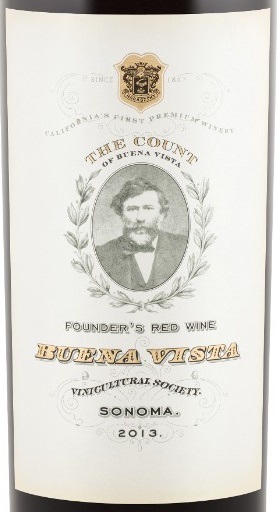 SINCE 1857
CALIFORNIA'S FIRST PREMIUM WINERY
THE COUNT
OF BUENA VISTA
FOUNDER'S RED WINE
BUENA VISTA
VINICULTURAL SOCIETY.
SONOMA.
2013.